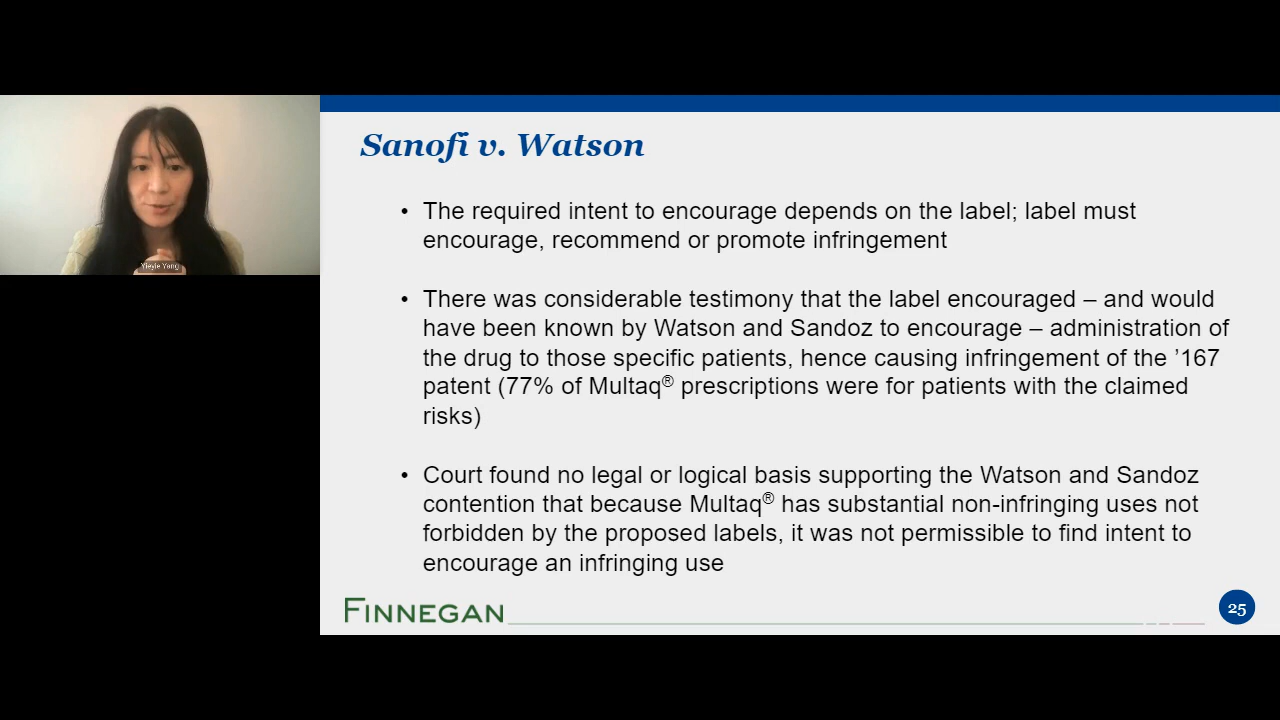 Sanofi v. Watson
• The required intent to encourage depends on the label; label must
encourage, recommend or promote infringement
• There was considerable testimony that the label encouraged – and would
have been known by Watson and Sandoz to encourage – administration of
the drug to those specific patients, hence causing infringement of the ’167
patent (77% of Multaq® prescriptions were for patients with the claimed
risks)
• Court found no legal or logical basis supporting the Watson and Sandoz
contention that because Multaq® has substantial non-infringing uses not
forbidden by the proposed labels, it was not permissible to find intent to
encourage an infringing use
FINNEGAN
25